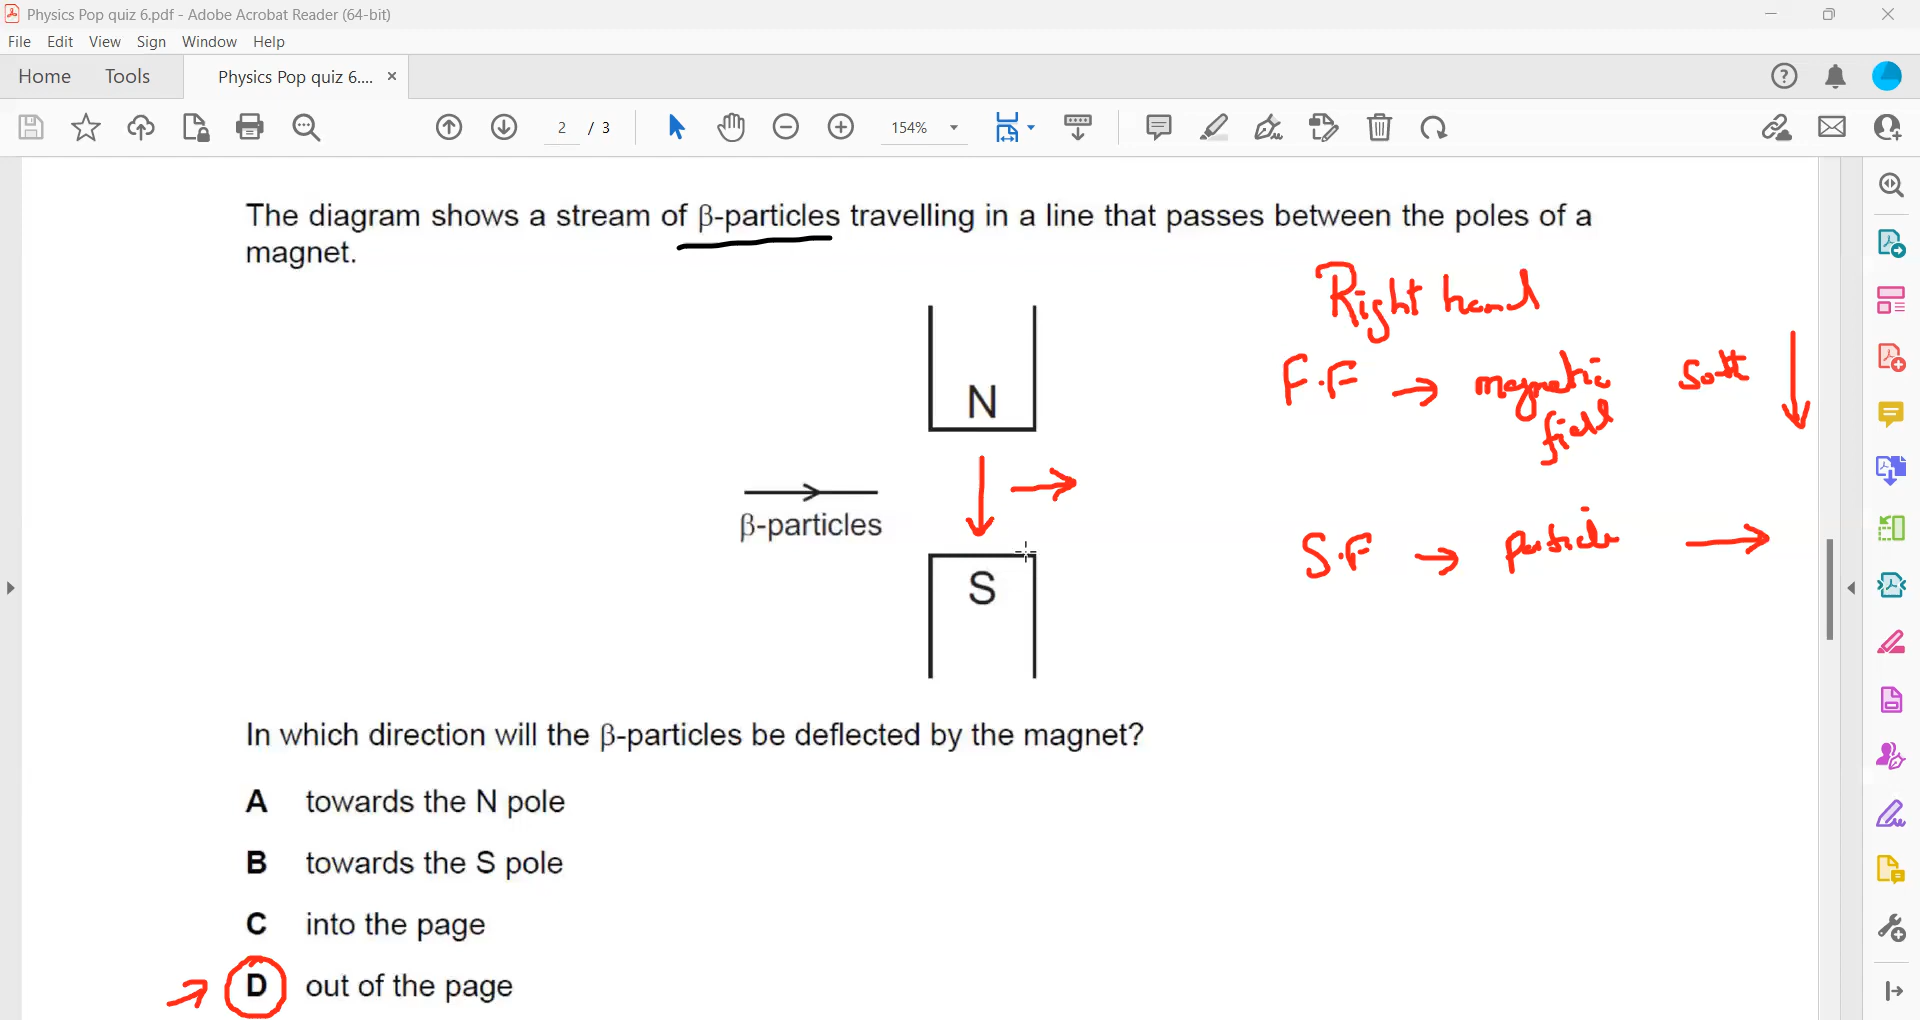 Physics Pop quiz 6.pdf - Adobe Acrobat Reader (64-bit)
File Edit View Sign Window Help
Home Tools Physics Pop quiz 6.... ×
2 / 3 154%
The diagram shows a stream of β-particles travelling in a line that passes between the poles of a
magnet.
Right hand
N
F.F → magnetic South ↓
field
β-particles
S.F → particle →
S
In which direction will the β-particles be deflected by the magnet?
A towards the N pole
B towards the S pole
C into the page
D out of the page